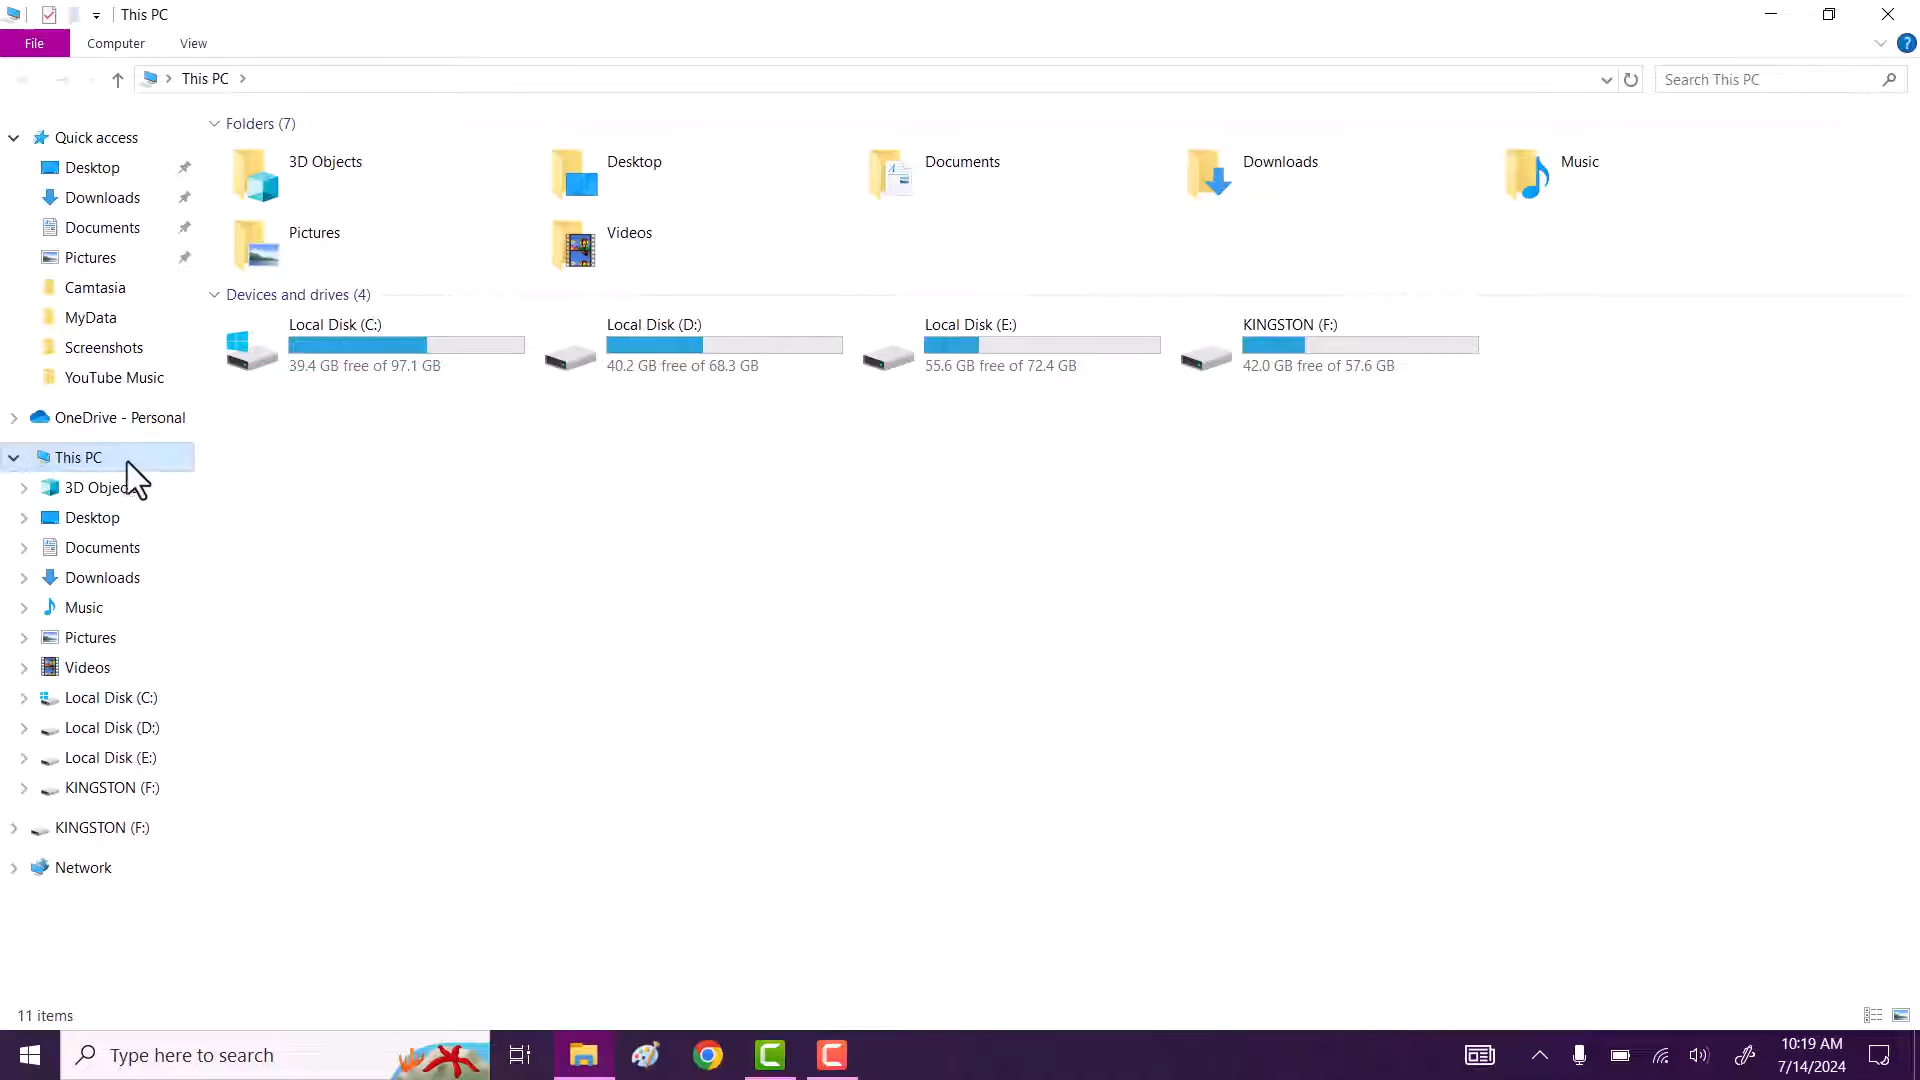 This PC
File
Computer
View
This PC
Search This PC
Quick access
Desktop
Downloads
Documents
Pictures
Camtasia
MyData
Screenshots
YouTube Music
OneDrive - Personal
This PC
3D Objec
Desktop
Documents
Downloads
Music
Pictures
Videos
Local Disk (C:)
Local Disk (D:)
Local Disk (E:)
KINGSTON (F:)
KINGSTON (F:)
Network
Folders (7)
3D Objects
Desktop
Documents
Downloads
Music
Pictures
Videos
Devices and drives (4)
Local Disk (C:)
39.4 GB free of 97.1 GB
Local Disk (D:)
40.2 GB free of 68.3 GB
Local Disk (E:)
55.6 GB free of 72.4 GB
KINGSTON (F:)
42.0 GB free of 57.6 GB
11 items
Type here to search
10:19 AM
7/14/2024